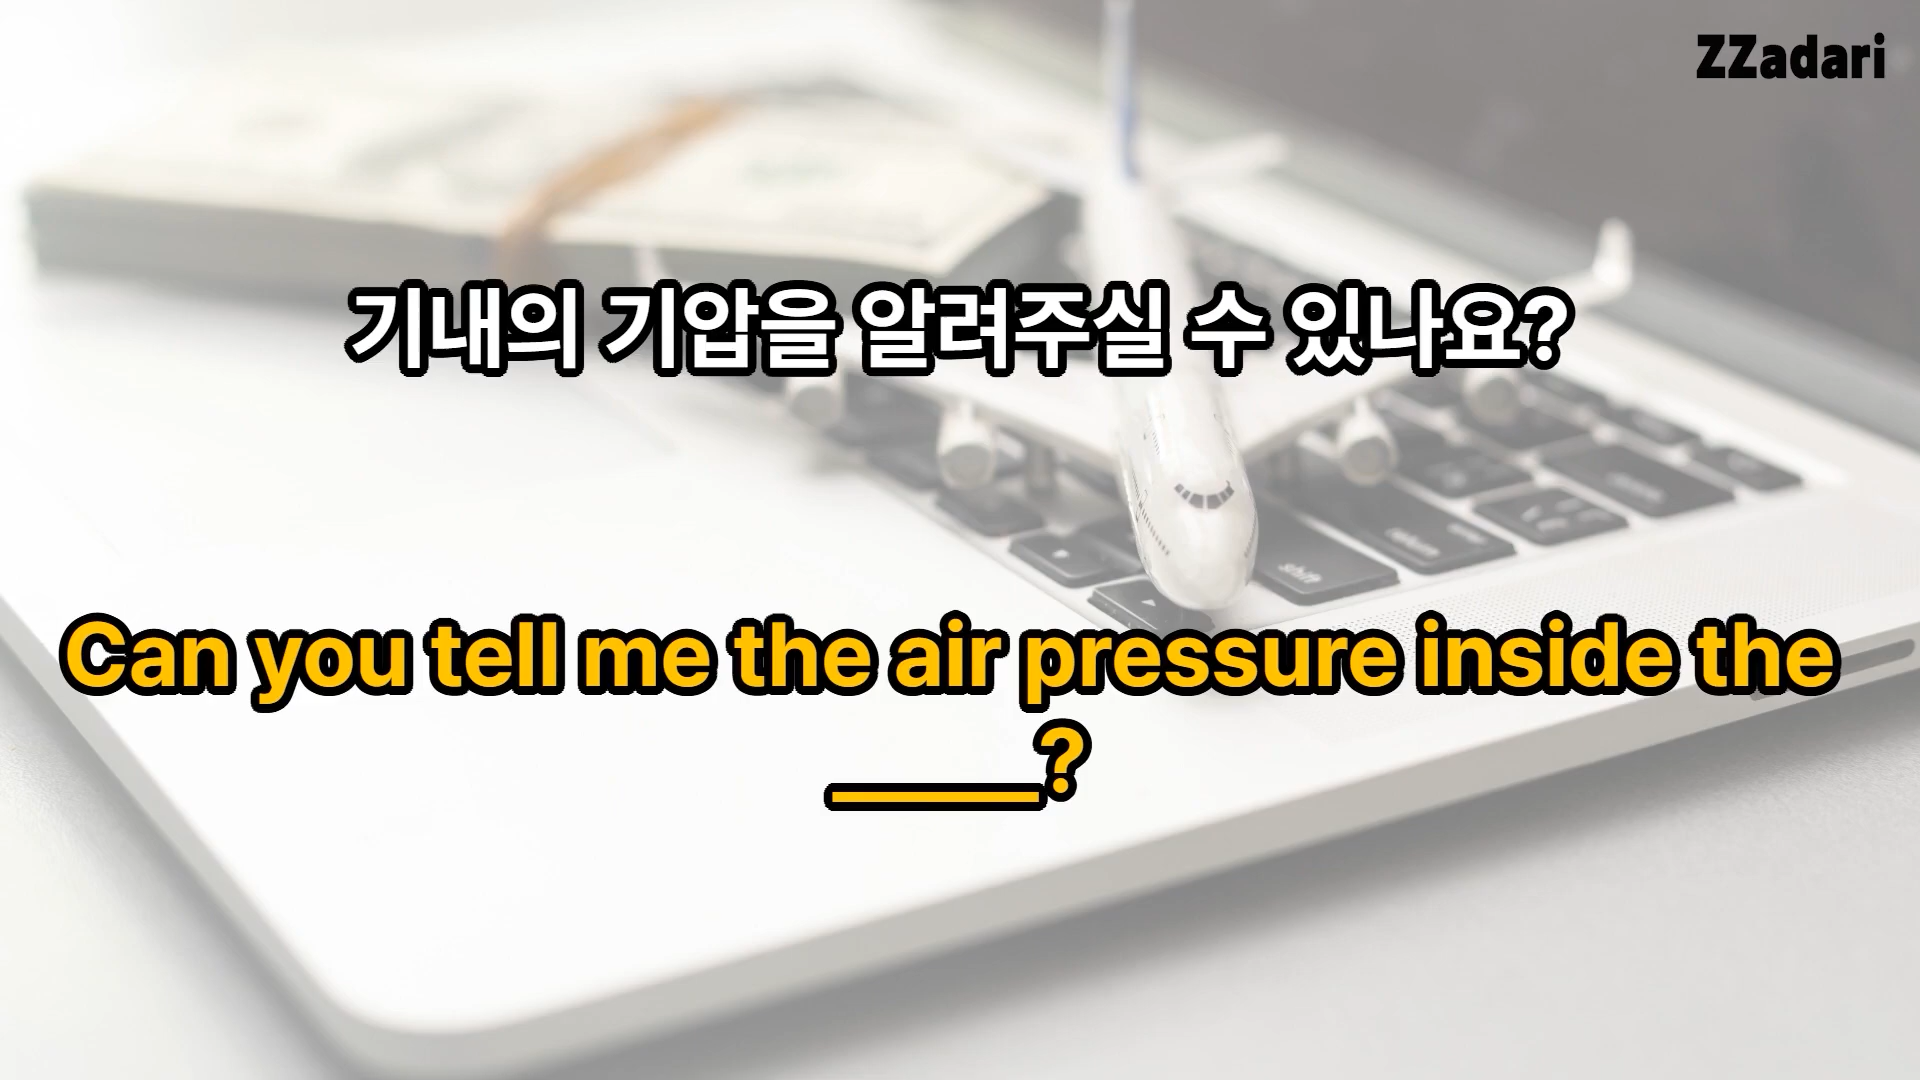 ZZadari
기내의 기압을 알려주실 수 있나요?
Can you tell me the air pressure inside the
____?
shift